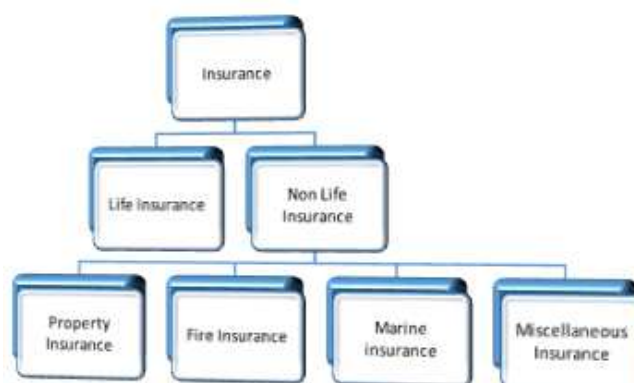 Insurance
Life Insurance
Non Life
Insurance
Property
Insurance
Fire Insurance
Marine
insurance
Miscellaneous
Insurance